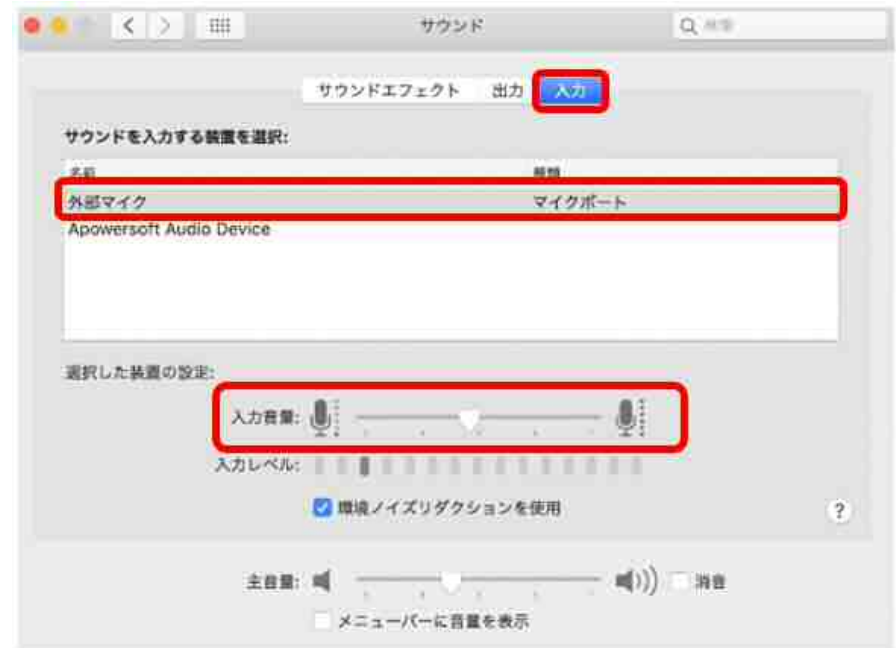 サウンド
検索
サウンドエフェクト 出力 入力
サウンドを入力する装置を選択:
名前 種類
外部マイク マイクポート
Apowersoft Audio Device
選択した装置の設定:
入力音量:
入力レベル:
環境ノイズリダクションを使用
?
主音量: 消音
メニューバーに音量を表示